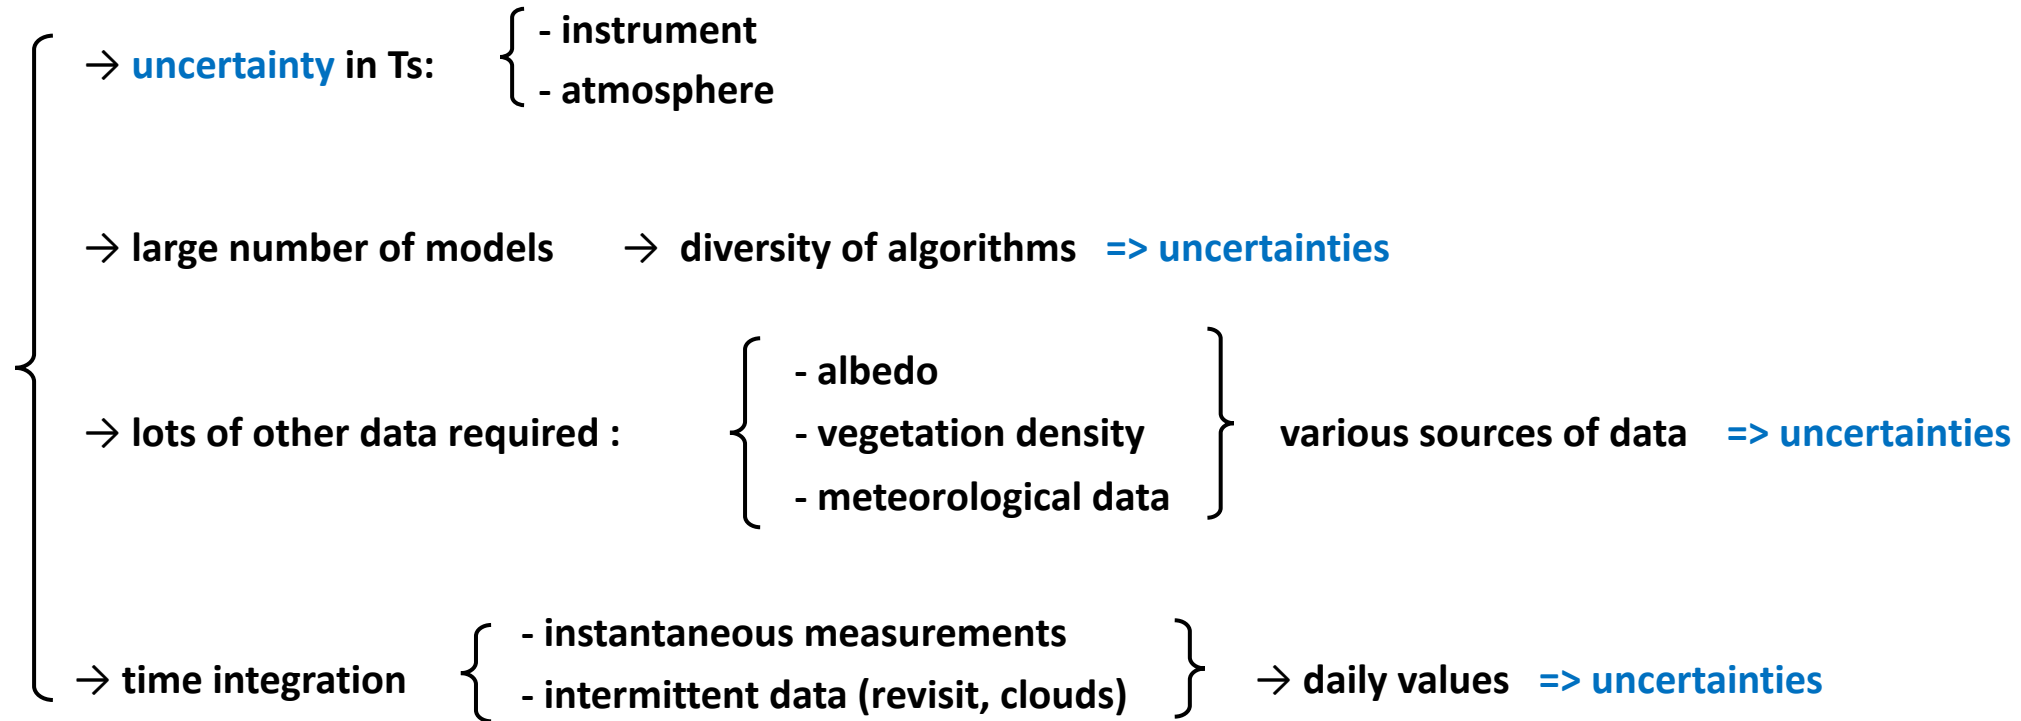 → uncertainty in Ts:
- instrument
- atmosphere
→ large number of models → diversity of algorithms => uncertainties
→ lots of other data required :
- albedo
- vegetation density
- meteorological data
various sources of data => uncertainties
→ time integration
- instantaneous measurements
- intermittent data (revisit, clouds)
→ daily values => uncertainties